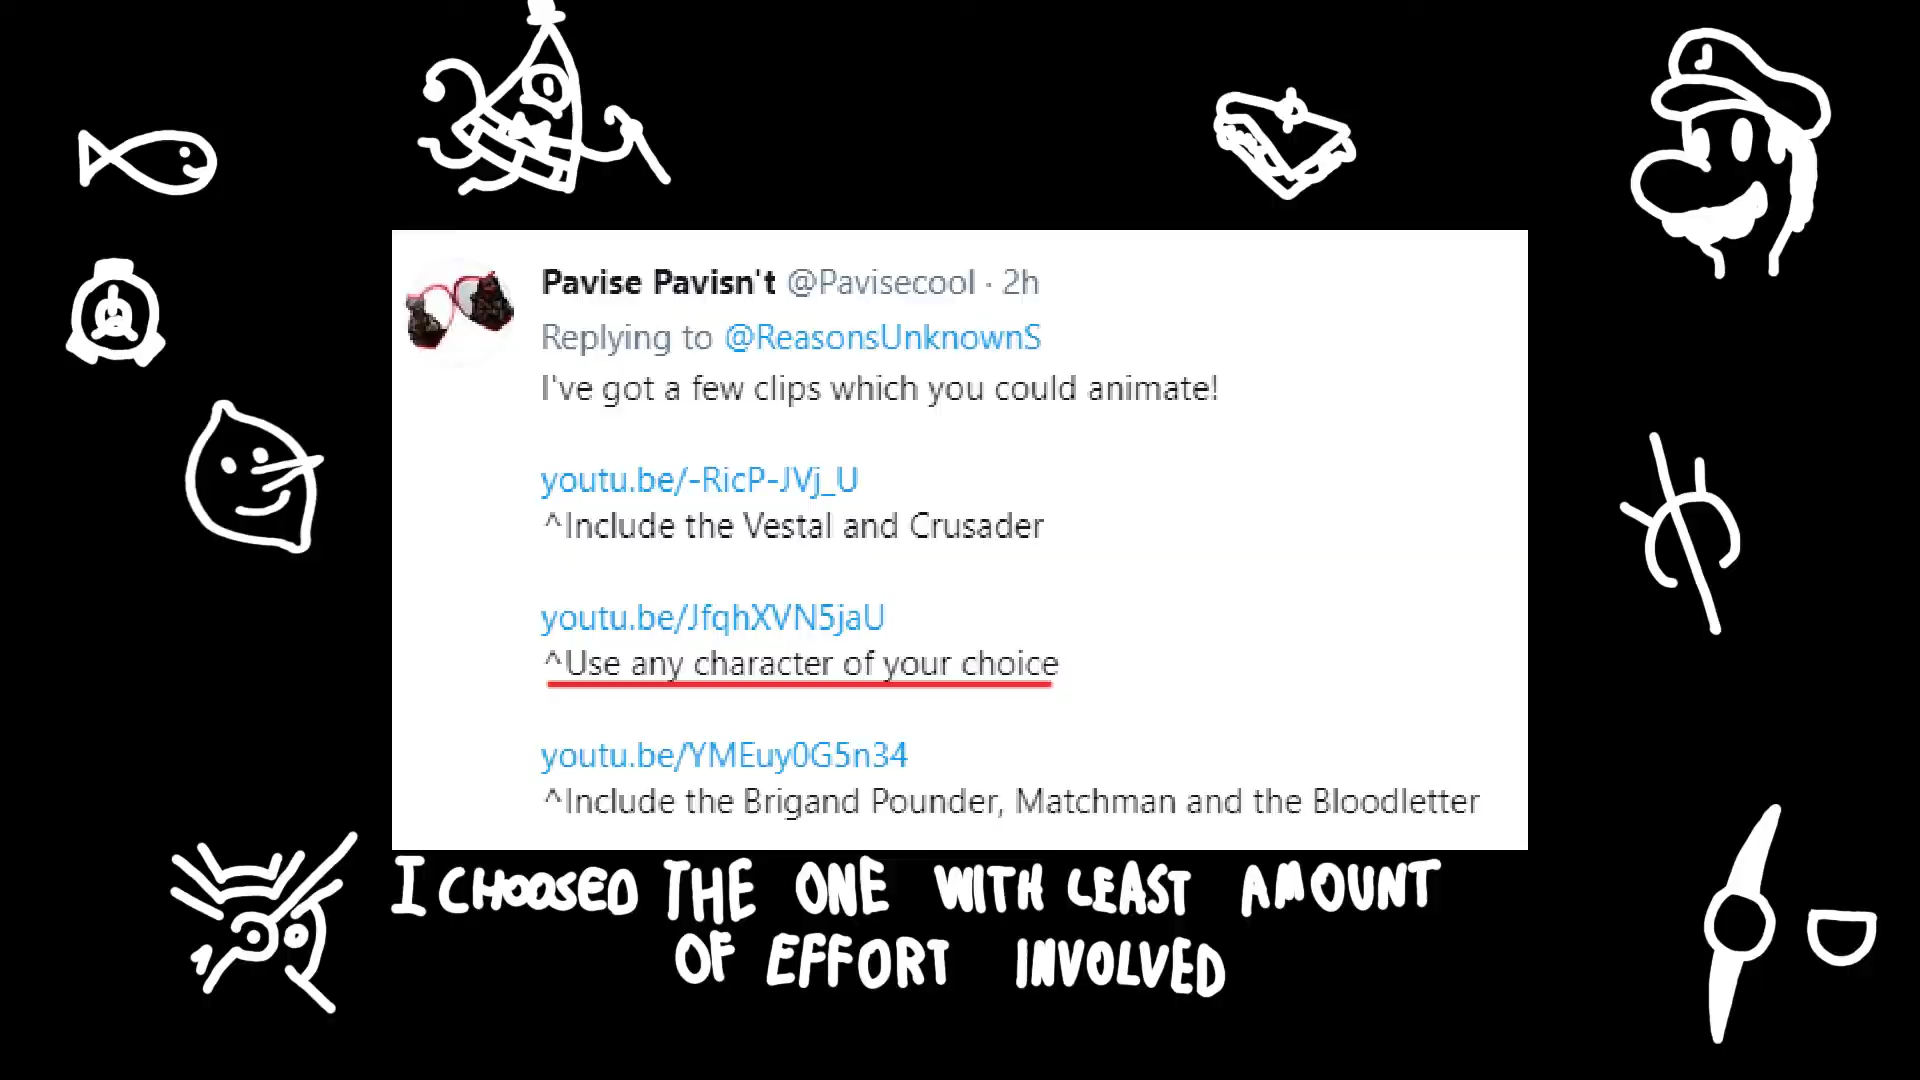 J
Pavise Pavisn't @Pavisecool · 2h
Replying to @ReasonsUnknownS
I've got a few clips which you could animate!
youtu.be/-RicP-JVj_U
^Include the Vestal and Crusader
youtu.be/JfqhXVN5jaU
^Use any character of your choice
youtu.be/YMEuy0G5n34
^Include the Brigand Pounder, Matchman and the Bloodletter
I CHOOSED THE ONE WITH LEAST AMOUNT
OF EFFORT INVOLVED